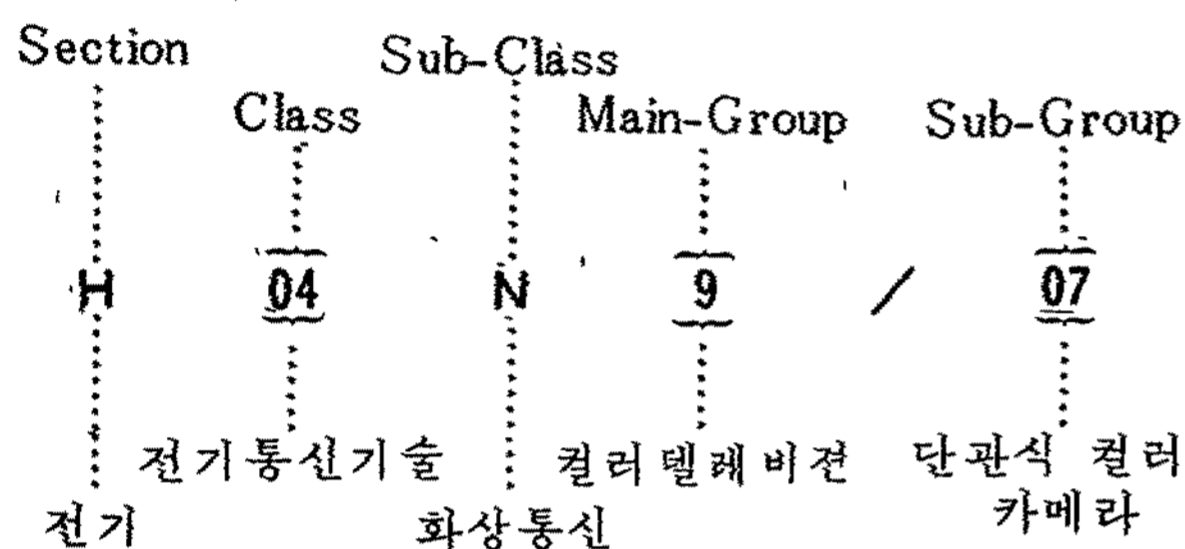 Section Sub-Class
Class Main-Group Sub-Group
H 04 N 9 / 07
전기통신기술 컬러텔레비젼 단관식 컬러
전기 화상통신 카메라